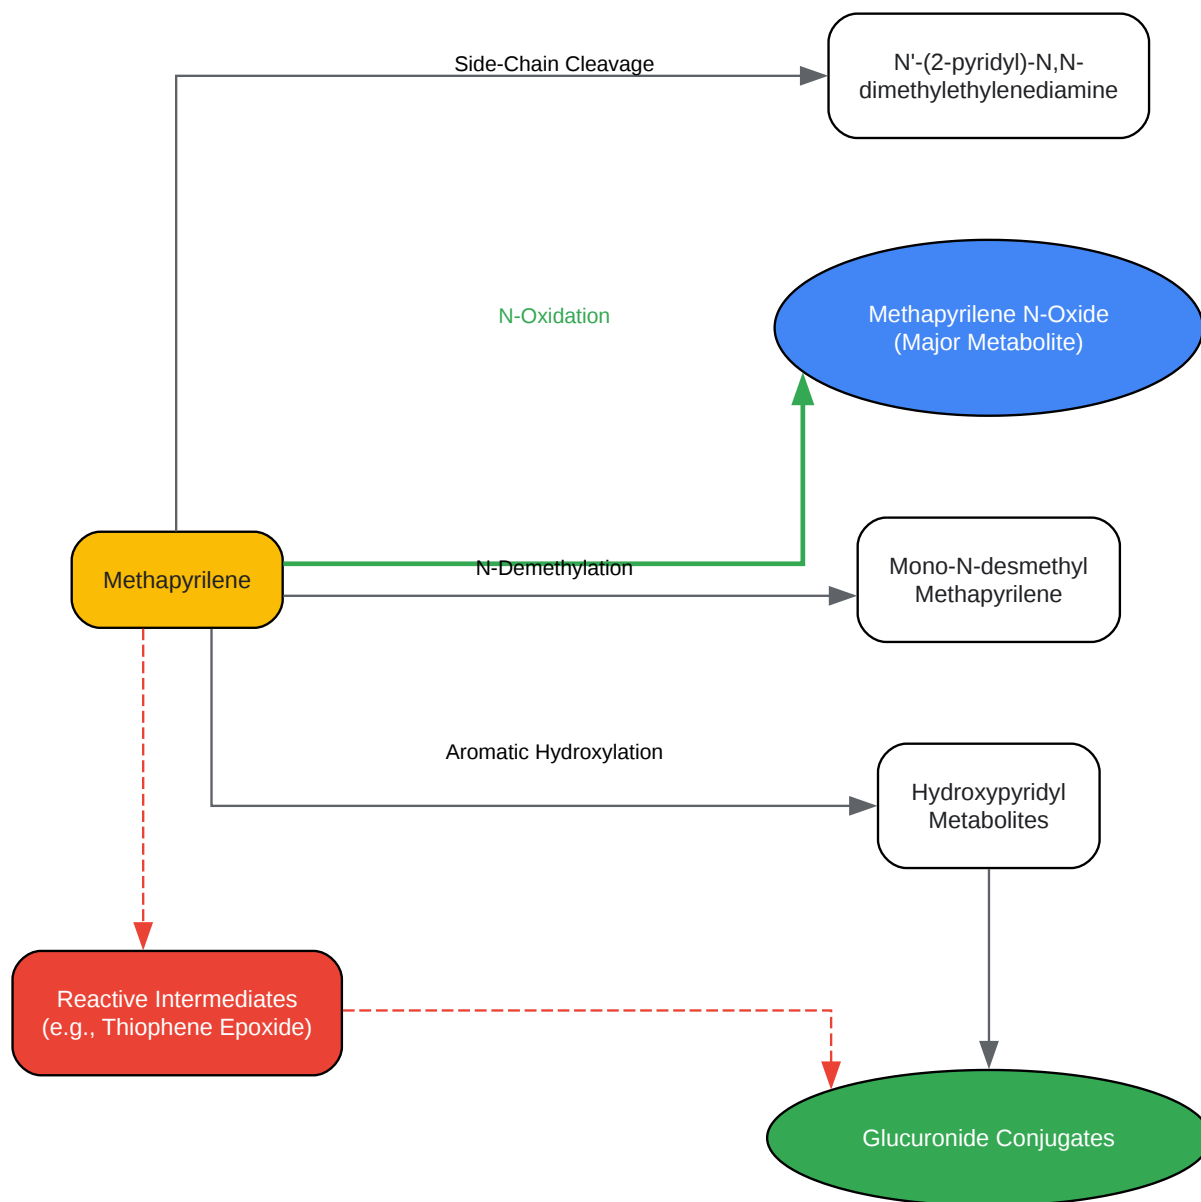 Side-Chain Cleavage
N'-(2-pyridyl)-N,N-
dimethylethylenediamine
N-Oxidation
Methapyrilene N-Oxide
(Major Metabolite)
Methapyrilene
N-Demethylation
Mono-N-desmethyl
Methapyrilene
Aromatic Hydroxylation
Hydroxypyridyl
Metabolites
Reactive Intermediates
(e.g., Thiophene Epoxide)
Glucuronide Conjugates